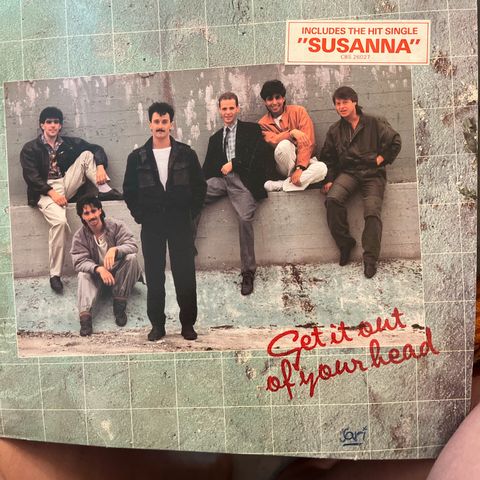 INCLUDES THE HIT SINGLE
"SUSANNA"
CBS 26027
Get it out
of your head